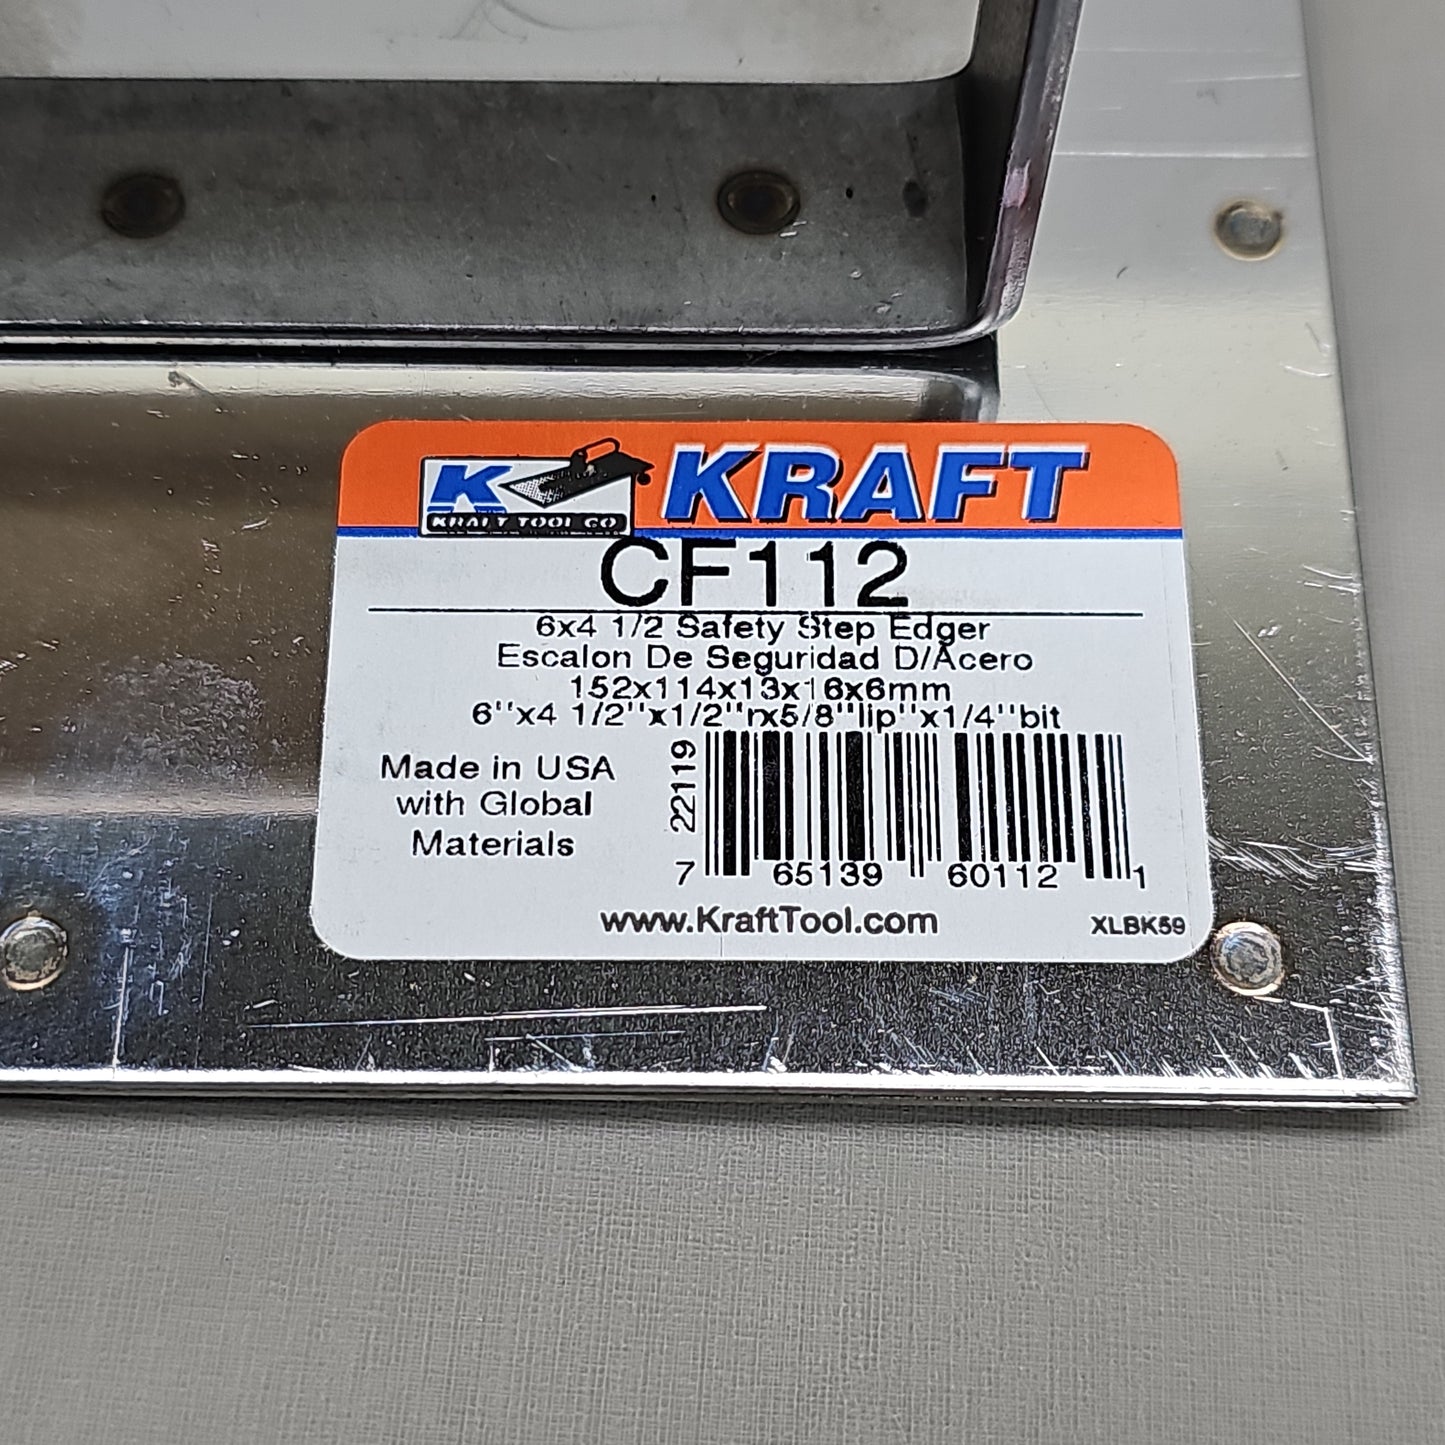 K KRAFT
KRAFT TOOL CO.
CF112
6x4 1/2 Safety Step Edger
Escalon De Seguridad D/Acero
152x114x13x16x6mm
6"x4 1/2"x1/2"rx5/8"lip"x1/4"bit
Made in USA
with Global
Materials
22119
7 65139 60112 1
www.KraftTool.com
XLBK59